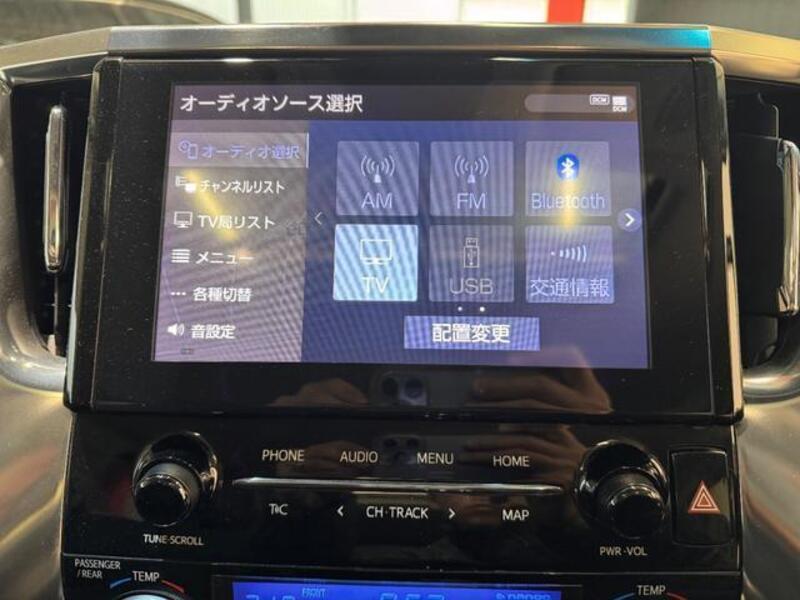 オーディオソース選択
DCM
DCM
オーディオ選択
チャンネルリスト
TV局リスト
メニュー
各種切替
音設定
AM
FM
Bluetooth
TV
USB
交通情報
配置変更
PHONE
AUDIO
MENU
HOME
T\C
< CH·TRACK >
MAP
TUNE·SCROLL
PWR·VOL
PASSENGER
/REAR
TEMP
FRONT
TEMP